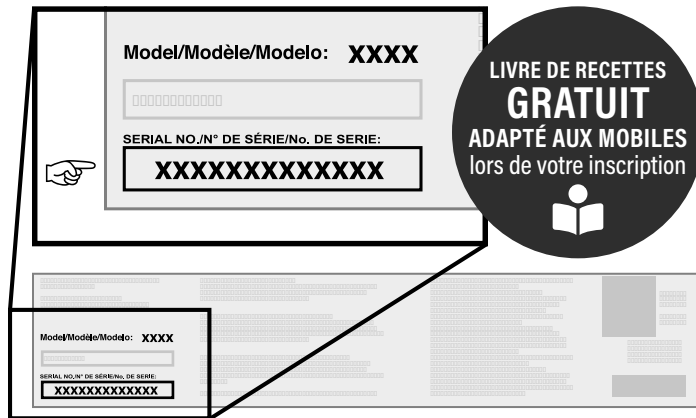 Model/Modèle/Modelo: XXXX
SERIAL NO./N° DE SÉRIE/No. DE SERIE:
XXXXXXXXXXXXX
LIVRE DE RECETTES
GRATUIT
ADAPTÉ AUX MOBILES
lors de votre inscription
Model/Modèle/Modelo: XXXX
SERIAL NO./N° DE SÉRIE/No. DE SERIE:
XXXXXXXXXXXXX